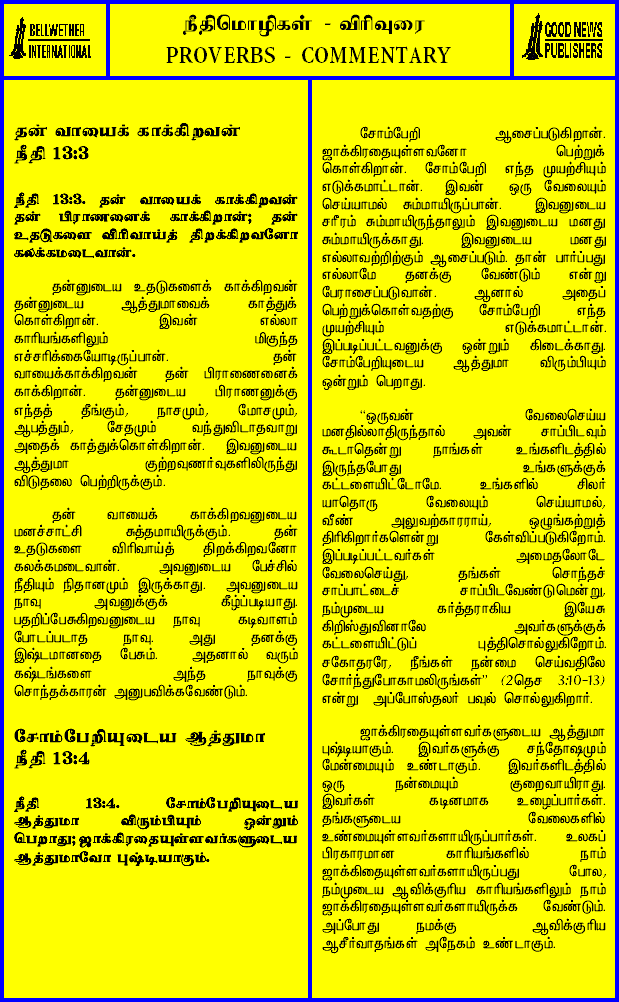 BELLWETHER
INTERNATIONAL
நீதிமொழிகள் - விரிவுரை
PROVERBS - COMMENTARY
GOOD NEWS
PUBLISHERS
தன் வாயைக் காக்கிறவன்
நீதி 13:3
நீதி 13:3. தன் வாயைக் காக்கிறவன்
தன் பிராணனைக் காக்கிறான்; தன்
உதடுகளை விரிவாய்த் திறக்கிறவனோ
கலக்கமடைவான்.
தன்னுடைய உதடுகளைக் காக்கிறவன்
தன்னுடைய ஆத்துமாவைக் காத்துக்
கொள்கிறான். இவன் எல்லா
காரியங்களிலும் மிகுந்த
எச்சரிக்கையோடிருப்பான். தன்
வாயைக்காக்கிறவன் தன் பிராணனைக்
காக்கிறான். தன்னுடைய பிராணனுக்கு
எந்தத் தீங்கும், நாசமும், மோசமும்,
ஆபத்தும், சேதமும் வந்துவிடாதவாறு
அதைக் காத்துக்கொள்கிறான். இவனுடைய
ஆத்துமா குற்றவுணர்வுகளிலிருந்து
விடுதலை பெற்றிருக்கும்.
தன் வாயைக் காக்கிறவனுடைய
மனச்சாட்சி சுத்தமாயிருக்கும். தன்
உதடுகளை விரிவாய்த் திறக்கிறவனோ
கலக்கமடைவான். அவனுடைய பேச்சில்
நீதியும் நிதானமும் இருக்காது. அவனுடைய
நாவு அவனுக்குக் கீழ்ப்படியாது.
பதறிப்பேசுகிறவனுடைய நாவு கடிவாளம்
போடப்படாத நாவு. அது தனக்கு
இஷ்டமானதை பேசும். அதனால் வரும்
கஷ்டங்களை அந்த நாவுக்கு
சொந்தக்காரன் அனுபவிக்கவேண்டும்.
சோம்பேறியுடைய ஆத்துமா
நீதி 13:4
நீதி 13:4. சோம்பேறியுடைய
ஆத்துமா விரும்பியும் ஒன்றும்
பெறாது; ஜாக்கிரதையுள்ளவர்களுடைய
ஆத்துமாவோ புஷ்டியாகும்.
சோம்பேறி ஆசைப்படுகிறான்.
ஜாக்கிரதையுள்ளவனோ பெற்றுக்
கொள்கிறான். சோம்பேறி எந்த முயற்சியும்
எடுக்கமாட்டான். இவன் ஒரு வேலையும்
செய்யாமல் சும்மாயிருப்பான். இவனுடைய
சரீரம் சும்மாயிருந்தாலும் இவனுடைய மனது
சும்மாயிருக்காது. இவனுடைய மனது
எல்லாவற்றிற்கும் ஆசைப்படும். தான் பார்ப்பது
எல்லாமே தனக்கு வேண்டும் என்று
பேராசைப்படுவான். ஆனால் அதைப்
பெற்றுக்கொள்வதற்கு சோம்பேறி எந்த
முயற்சியும் எடுக்கமாட்டான்.
இப்படிப்பட்டவனுக்கு ஒன்றும் கிடைக்காது.
சோம்பேறியுடைய ஆத்துமா விரும்பியும்
ஒன்றும் பெறாது.
“ஒருவன் வேலைசெய்ய
மனதில்லாதிருந்தால் அவன் சாப்பிடவும்
கூடாதென்று நாங்கள் உங்களிடத்தில்
இருந்தபோது உங்களுக்குக்
கட்டளையிட்டோமே. உங்களில் சிலர்
யாதொரு வேலையும் செய்யாமல்,
வீண் அலுவற்காரராய், ஒழுங்கற்றுத்
திரிகிறார்களென்று கேள்விப்படுகிறோம்.
இப்படிப்பட்டவர்கள் அமைதலோடே
வேலைசெய்து, தங்கள் சொந்தச்
சாப்பாட்டைச் சாப்பிடவேண்டுமென்று,
நம்முடைய கர்த்தராகிய இயேசு
கிறிஸ்துவினாலே அவர்களுக்குக்
கட்டளையிட்டுப் புத்திசொல்லுகிறோம்.
சகோதரரே, நீங்கள் நன்மை செய்வதிலே
சோர்ந்துபோகாமலிருங்கள்” (2தெச 3:10-13)
என்று அப்போஸ்தலர் பவுல் சொல்லுகிறார்.
ஜாக்கிரதையுள்ளவர்களுடைய ஆத்துமா
புஷ்டியாகும். இவர்களுக்கு சந்தோஷமும்
மேன்மையும் உண்டாகும். இவர்களிடத்தில்
ஒரு நன்மையும் குறைவாயிராது.
இவர்கள் கடினமாக உழைப்பார்கள்.
தங்களுடைய வேலைகளில்
உண்மையுள்ளவர்களாயிருப்பார்கள். உலகப்
பிரகாரமான காரியங்களில் நாம்
ஜாக்கிதையுள்ளவர்களாயிருப்பது போல,
நம்முடைய ஆவிக்குரிய காரியங்களிலும் நாம்
ஜாக்கிரதையுள்ளவர்களாயிருக்க வேண்டும்.
அப்போது நமக்கு ஆவிக்குரிய
ஆசீர்வாதங்கள் அநேகம் உண்டாகும்.